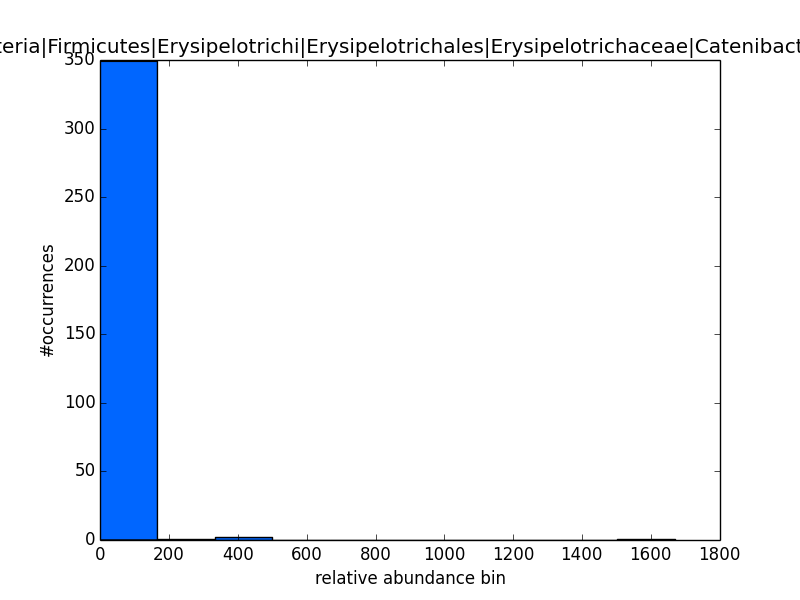 teria|Firmicutes|Erysipelotrichi|Erysipelotrichales|Erysipelotrichaceae|Catenibact
350
300
250
200
150
100
50
0
#occurrences
0 200 400 600 800 1000 1200 1400 1600 1800
relative abundance bin